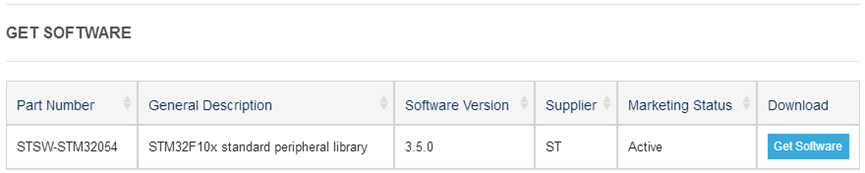 GET SOFTWARE
Part Number General Description Software Version Supplier Marketing Status Download
STSW-STM32054 STM32F10x standard peripheral library 3.5.0 ST Active Get Software